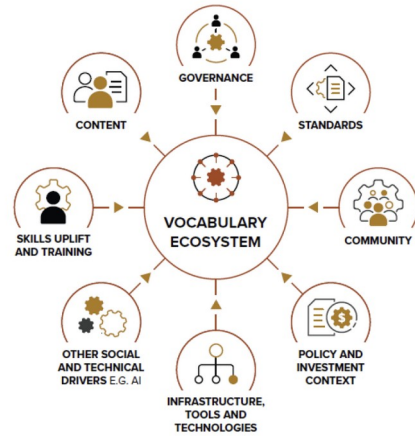 GOVERNANCE
CONTENT
STANDARDS
VOCABULARY
ECOSYSTEM
SKILLS UPLIFT
AND TRAINING
COMMUNITY
OTHER SOCIAL
AND TECHNICAL
DRIVERS E.G. AI
POLICY AND
INVESTMENT
CONTEXT
INFRASTRUCTURE,
TOOLS AND
TECHNOLOGIES